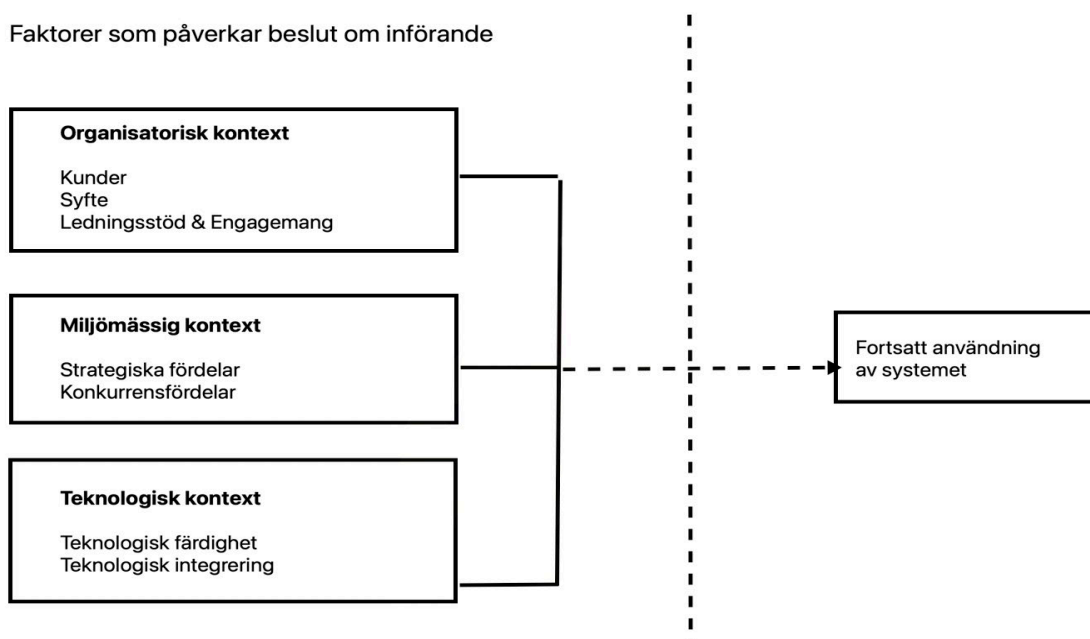 Faktorer som påverkar beslut om införande
Organisatorisk kontext
Kunder
Syfte
Ledningsstöd & Engagemang
Miljömässig kontext
Strategiska fördelar
Konkurrensfördelar
Teknologisk kontext
Teknologisk färdighet
Teknologisk integrering
Fortsatt användning
av systemet